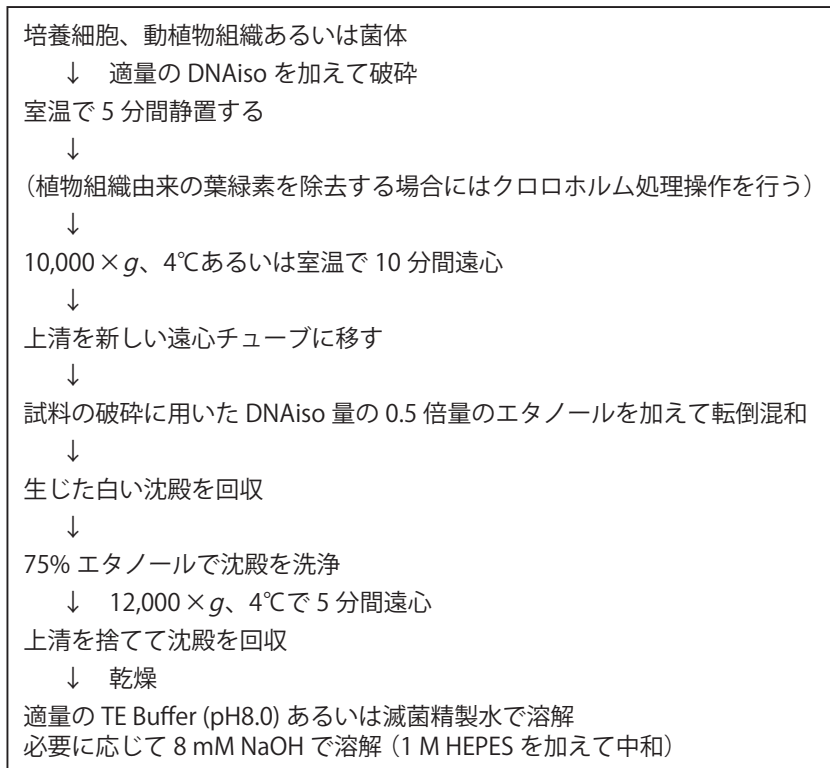 培養細胞、動植物組織あるいは菌体
↓ 適量の DNAiso を加えて破砕
室温で 5 分間静置する
↓
（植物組織由来の葉緑素を除去する場合にはクロロホルム処理操作を行う）
↓
10,000×g、4℃あるいは室温で 10 分間遠心
↓
上清を新しい遠心チューブに移す
↓
試料の破砕に用いた DNAiso 量の 0.5 倍量のエタノールを加えて転倒混和
↓
生じた白い沈殿を回収
↓
75% エタノールで沈殿を洗浄
↓ 12,000×g、4℃で 5 分間遠心
上清を捨てて沈殿を回収
↓ 乾燥
適量の TE Buffer (pH8.0) あるいは滅菌精製水で溶解
必要に応じて 8 mM NaOH で溶解（1 M HEPES を加えて中和）